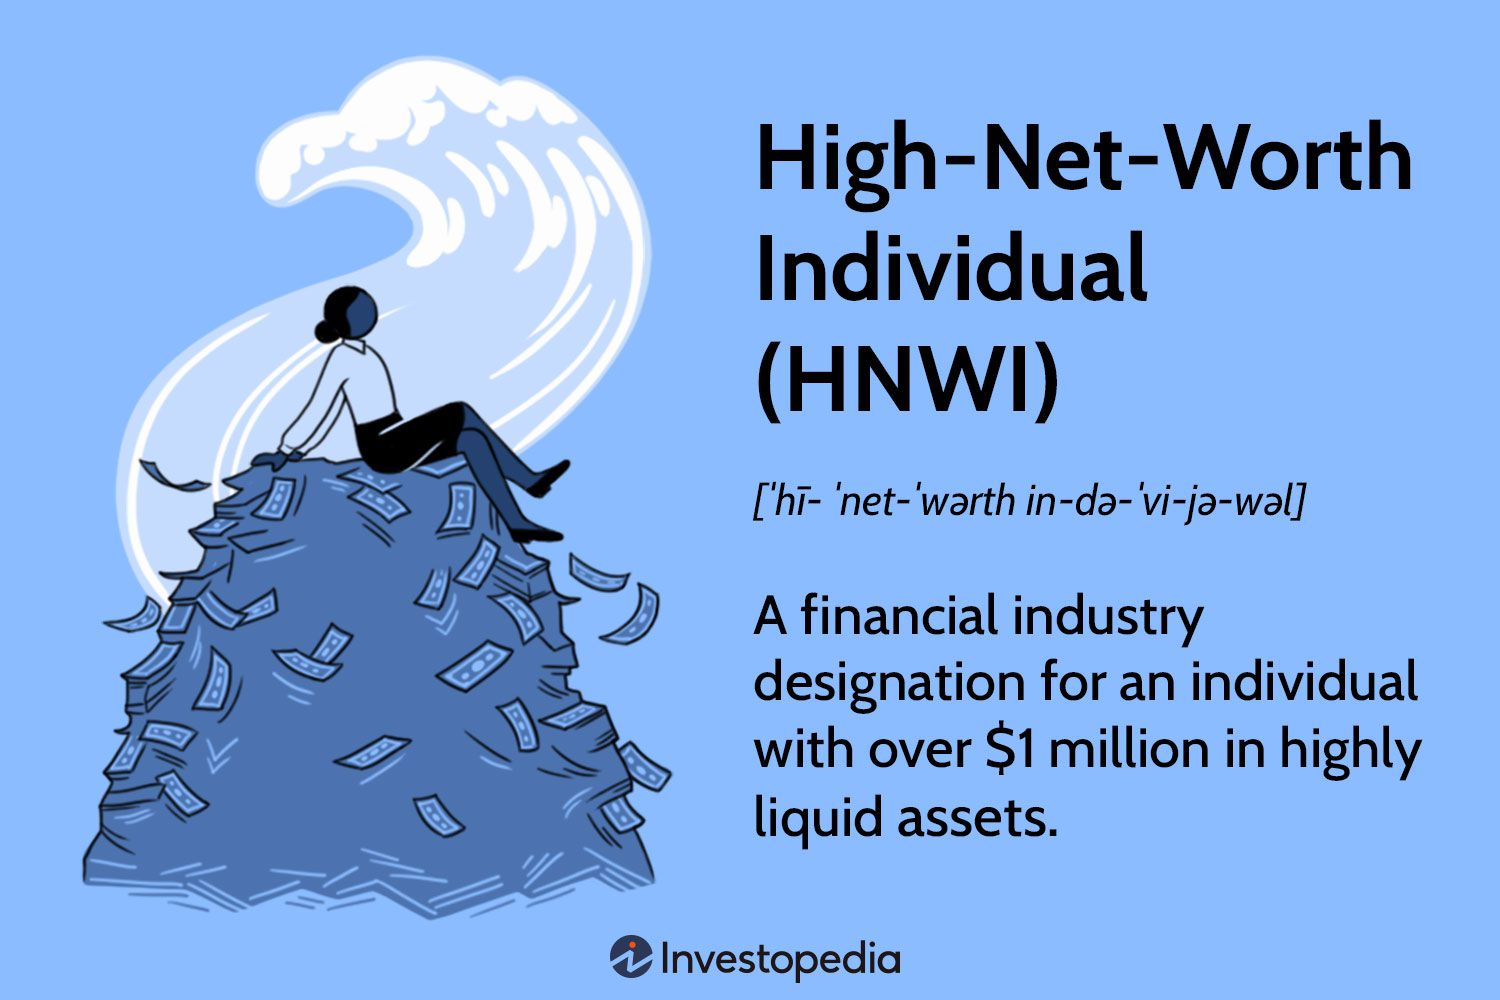 High-Net-Worth
Individual
(HNWI)
[ˈhī- ˈnet-ˈwərth in-də-ˈvi-jə-wəl]
A financial industry
designation for an individual
with over $1 million in highly
liquid assets.
Investopedia